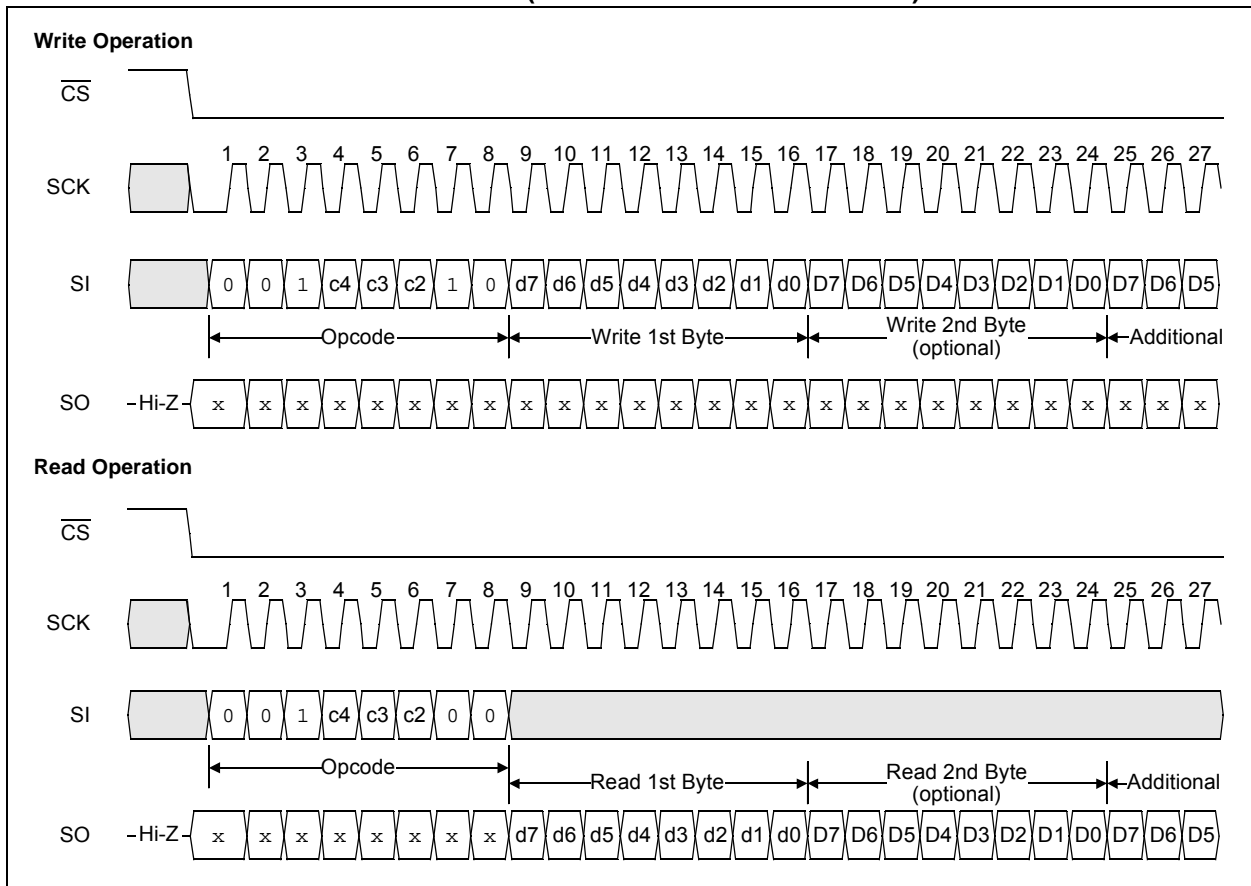 Write Operation
CS
1 2 3 4 5 6 7 8 9 10 11 12 13 14 15 16 17 18 19 20 21 22 23 24 25 26 27
SCK
SI 0 0 1 c4 c3 c2 1 0 d7 d6 d5 d4 d3 d2 d1 d0 D7 D6 D5 D4 D3 D2 D1 D0 D7 D6 D5
Opcode Write 1st Byte Write 2nd Byte Additional
(optional)
SO Hi-Z x x x x x x x x x x x x x x x x x x x x x x x x x x x
Read Operation
CS
1 2 3 4 5 6 7 8 9 10 11 12 13 14 15 16 17 18 19 20 21 22 23 24 25 26 27
SCK
SI 0 0 1 c4 c3 c2 0 0
Opcode Read 1st Byte Read 2nd Byte Additional
(optional)
SO Hi-Z x x x x x x x x d7 d6 d5 d4 d3 d2 d1 d0 D7 D6 D5 D4 D3 D2 D1 D0 D7 D6 D5